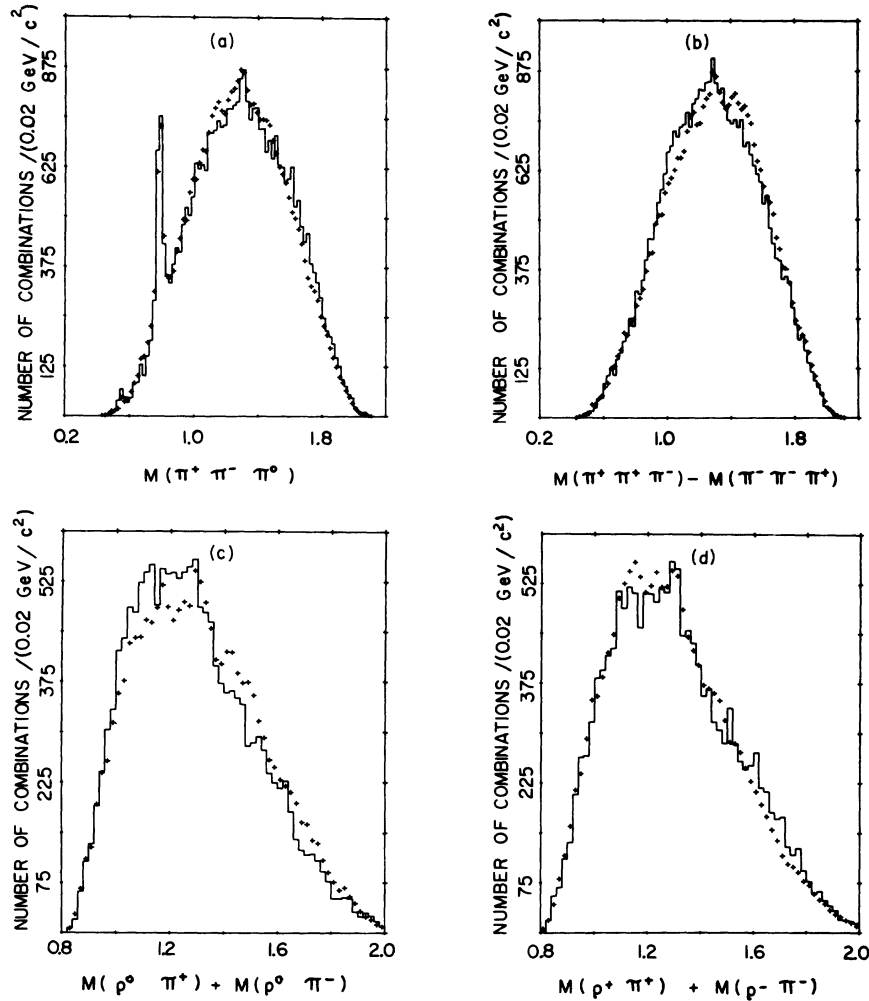 (a)
NUMBER OF COMBINATIONS /(0.02 GeV/c²)
875
625
375
125
0.2 1.0 1.8
M(π⁺ π⁻ π⁰)
(b)
NUMBER OF COMBINATIONS /(0.02 GeV/c²)
875
625
375
125
0.2 1.0 1.8
M(π⁺ π⁺ π⁻) – M(π⁻ π⁻ π⁺)
(c)
NUMBER OF COMBINATIONS /(0.02 GeV/c²)
525
375
225
75
0.8 1.2 1.6 2.0
M(ρ⁰ π⁺) + M(ρ⁰ π⁻)
(d)
NUMBER OF COMBINATIONS /(0.02 GeV/c²)
525
375
225
75
0.8 1.2 1.6 2.0
M(ρ⁺ π⁺) + M(ρ⁻ π⁻)